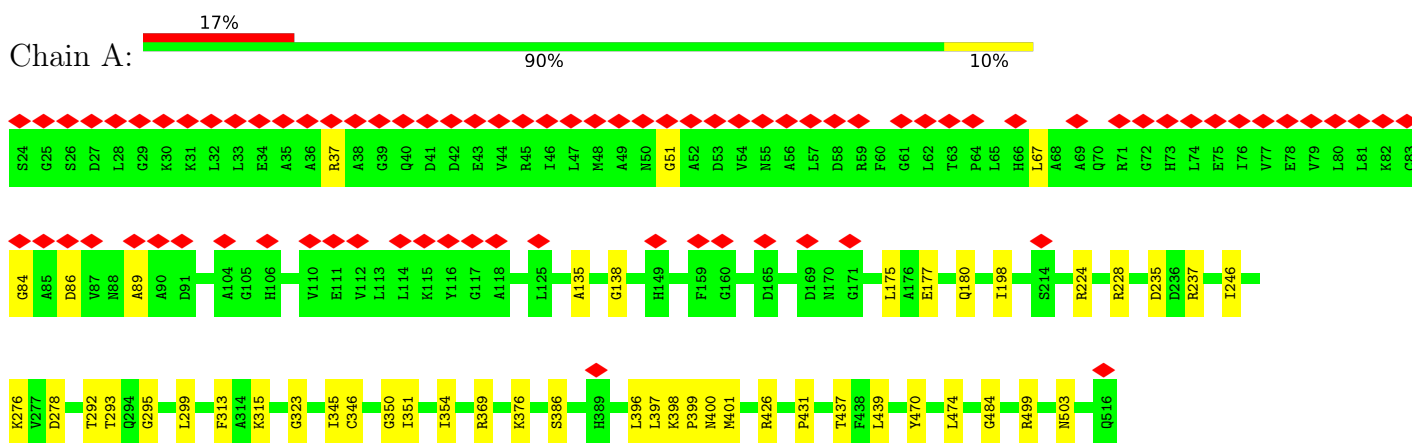 17%
Chain A:
90% 10%
S24 G25 S26 D27 L28 G29 K30 K31 L32 L33 E34 A35 A36 R37 A38 G39 Q40 D41 D42 E43 V44 R45 I46 L47 M48 A49 N50 G51 A52 D53 V54 N55 A56 L57 D58 R59 F60 G61 L62 T63 P64 L65 H66 L67 A68 A69 Q70 R71 G72 H73 L74 E75 I76 V77 E78 V79 L80 L81 K82 C83
G84 A85 D86 V87 N88 A89 A90 D91 A104 G105 H106 V110 E111 V112 L113 L114 K115 Y116 G117 A118 L125 A135 G138 H149 F159 G160 D165 D169 N170 G171 L175 A176 E177 Q180 I198 S214 R224 R228 D235 D236 R237 I246
K276 V277 D278 T292 T293 Q294 G295 L299 F313 A314 K315 G323 I345 C346 G350 I351 I354 R369 K376 S386 H389 L396 L397 K398 P399 N400 M401 R426 P431 T437 F438 L439 Y470 L474 G484 R499 N503 Q516